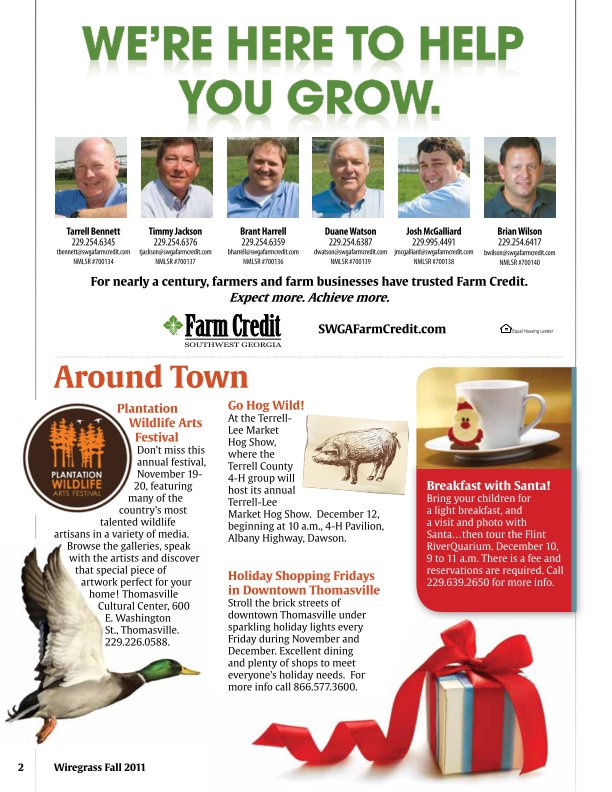 WE'RE HERE TO HELP
YOU GROW.
Tarrell Bennett
229.254.6345
tbennett@swgafarmcredit.com
NMLSR #700134
Timmy Jackson
229.254.6376
tjackson@swgafarmcredit.com
NMLSR #700137
Brant Harrell
229.254.6359
bharrell@swgafarmcredit.com
NMLSR #700136
Duane Watson
229.254.6387
dwatson@swgafarmcredit.com
NMLSR #700139
Josh McGalliard
229.995.4491
jmcgalliard@swgafarmcredit.com
NMLSR #700138
Brian Wilson
229.254.6417
bwilson@swgafarmcredit.com
NMLSR #700140
For nearly a century, farmers and farm businesses have trusted Farm Credit.
Expect more. Achieve more.
Farm Credit
SOUTHWEST GEORGIA
SWGAFarmCredit.com
Equal Housing Lender
Around Town
PLANTATION
WILDLIFE
ARTS FESTIVAL
Plantation
Wildlife Arts
Festival
Don't miss this
annual festival,
November 19-
20, featuring
many of the
country's most
talented wildlife
artisans in a variety of media.
Browse the galleries, speak
with the artists and discover
that special piece of
artwork perfect for your
home! Thomasville
Cultural Center, 600
E. Washington
St., Thomasville.
229.226.0588.
Go Hog Wild!
At the Terrell-
Lee Market
Hog Show,
where the
Terrell County
4-H group will
host its annual
Terrell-Lee
Market Hog Show. December 12,
beginning at 10 a.m., 4-H Pavilion,
Albany Highway, Dawson.
Holiday Shopping Fridays
in Downtown Thomasville
Stroll the brick streets of
downtown Thomasville under
sparkling holiday lights every
Friday during November and
December. Excellent dining
and plenty of shops to meet
everyone's holiday needs. For
more info call 866.577.3600.
Breakfast with Santa!
Bring your children for
a light breakfast, and
a visit and photo with
Santa…then tour the Flint
RiverQuarium. December 10,
9 to 11 a.m. There is a fee and
reservations are required. Call
229.639.2650 for more info.
2 Wiregrass Fall 2011